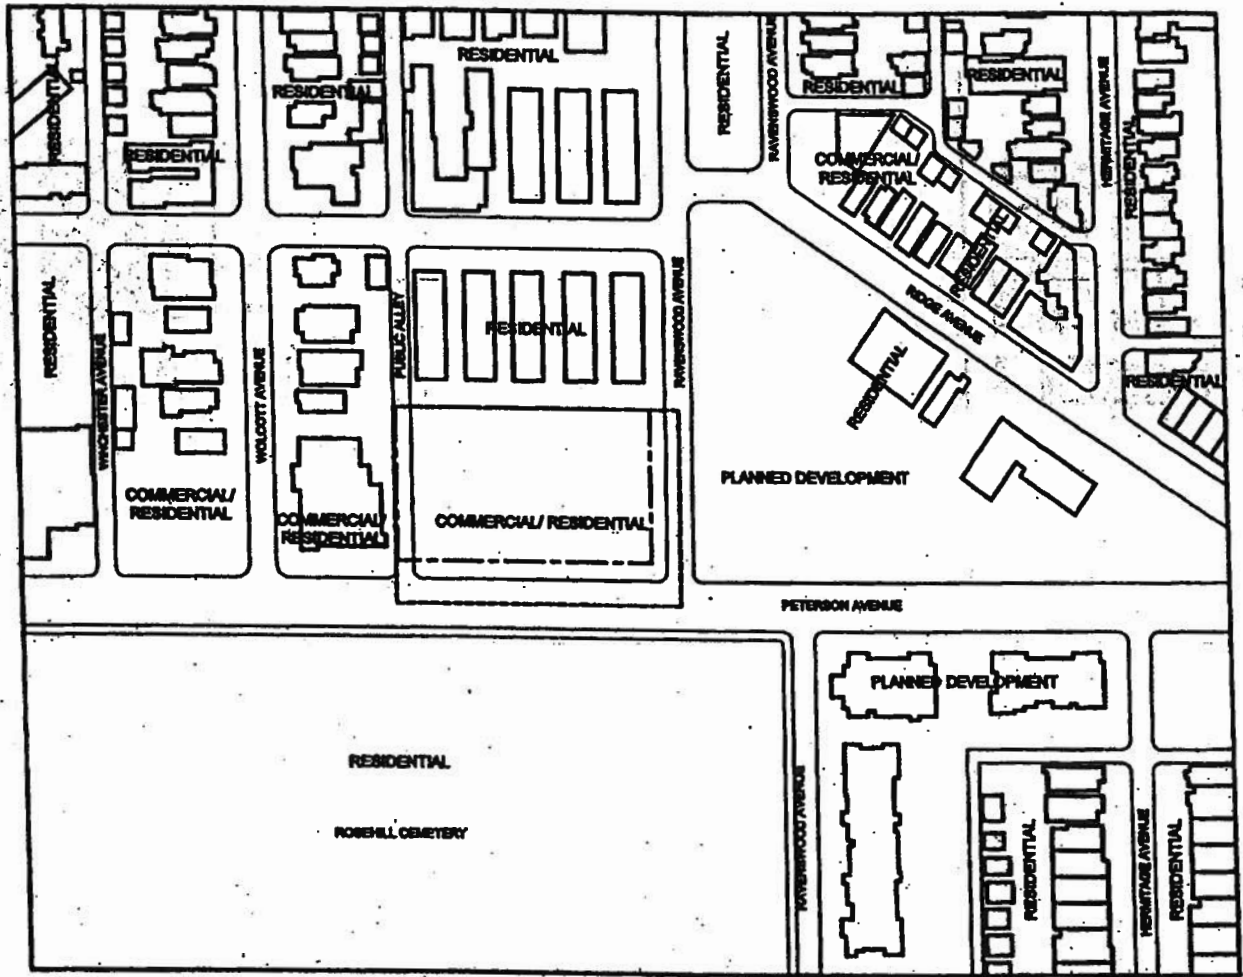 RESIDENTIAL
RESIDENTIAL
RESIDENTIAL
RESIDENTIAL
RESIDENTIAL
RAVENSWOOD AVENUE
RESIDENTIAL
RESIDENTIAL
HERMITAGE AVENUE
RESIDENTIAL
COMMERCIAL/
RESIDENTIAL
RESIDENTIAL
RIDGE AVENUE
RESIDENTIAL
WINCHESTER AVENUE
WOLCOTT AVENUE
PUBLIC ALLEY
RESIDENTIAL
RAVENSWOOD AVENUE
RESIDENTIAL
RESIDENTIAL
PLANNED DEVELOPMENT
COMMERCIAL/
RESIDENTIAL
COMMERCIAL/
RESIDENTIAL
COMMERCIAL/ RESIDENTIAL
PETERSON AVENUE
PLANNED DEVELOPMENT
RESIDENTIAL
ROSEHILL CEMETERY
RAVENSWOOD AVENUE
RESIDENTIAL
HERMITAGE AVENUE
RESIDENTIAL